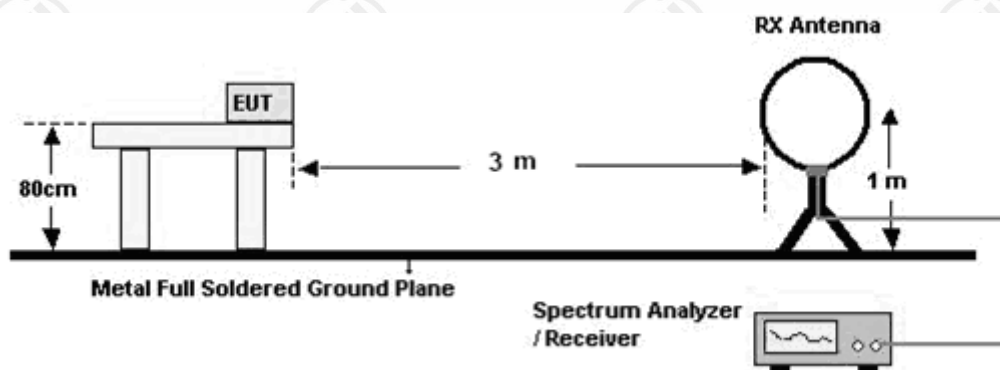 RX Antenna
EUT
3 m
80cm
1 m
Metal Full Soldered Ground Plane
Spectrum Analyzer
/ Receiver